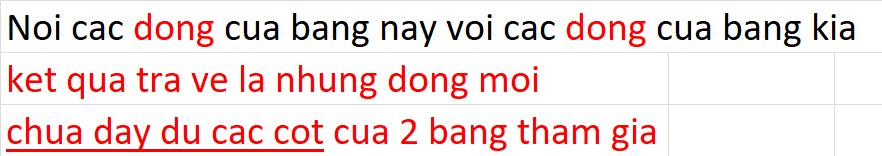 Noi cac dong cua bang nay voi cac dong cua bang kia
ket qua tra ve la nhung dong moi
chua day du cac cot cua 2 bang tham gia